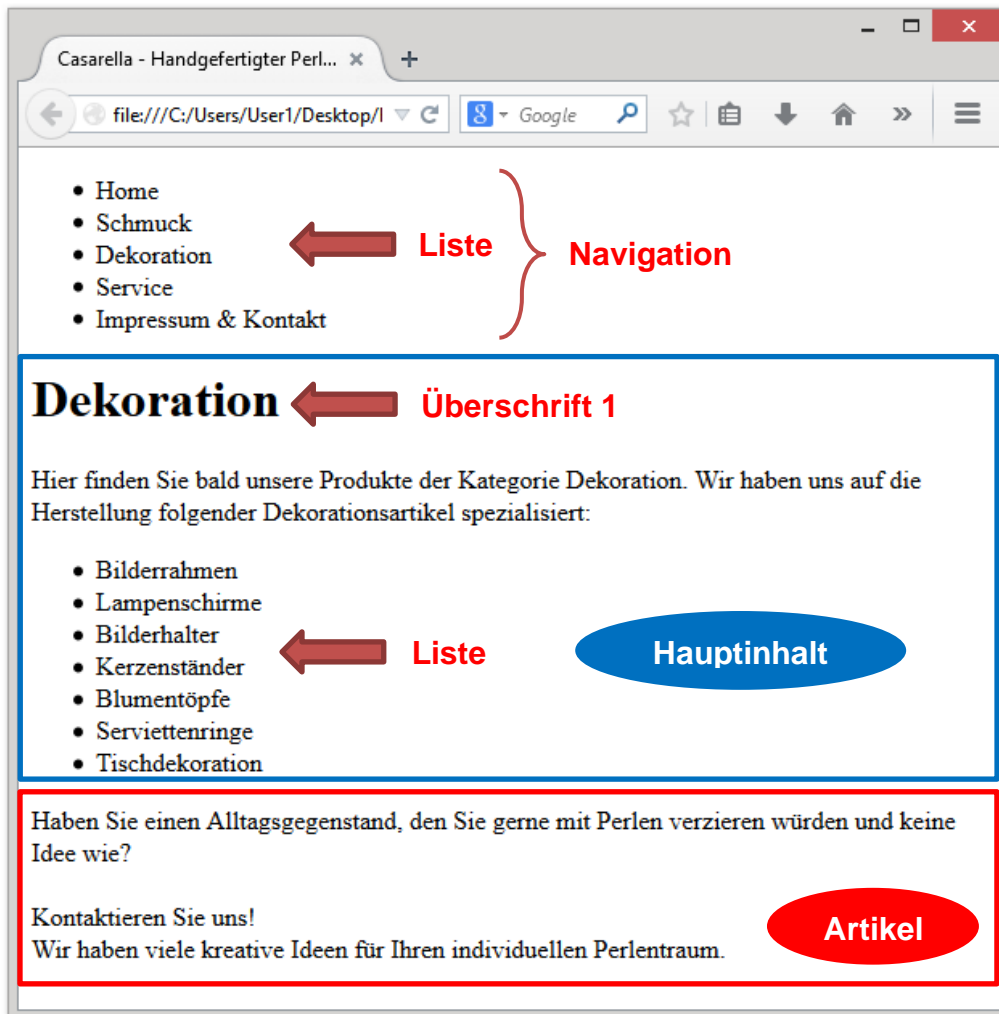 Casarella - Handgefertigter Perl...
file:///C:/Users/User1/Desktop/l
8 Google
Home
Schmuck
Dekoration
Service
Impressum & Kontakt
Liste
Navigation
Dekoration
Überschrift 1
Hier finden Sie bald unsere Produkte der Kategorie Dekoration. Wir haben uns auf die
Herstellung folgender Dekorationsartikel spezialisiert:
Bilderrahmen
Lampenschirme
Bilderhalter
Kerzenständer
Blumentöpfe
Serviettenringe
Tischdekoration
Liste
Hauptinhalt
Haben Sie einen Alltagsgegenstand, den Sie gerne mit Perlen verzieren würden und keine
Idee wie?
Kontaktieren Sie uns!
Wir haben viele kreative Ideen für Ihren individuellen Perlentraum.
Artikel